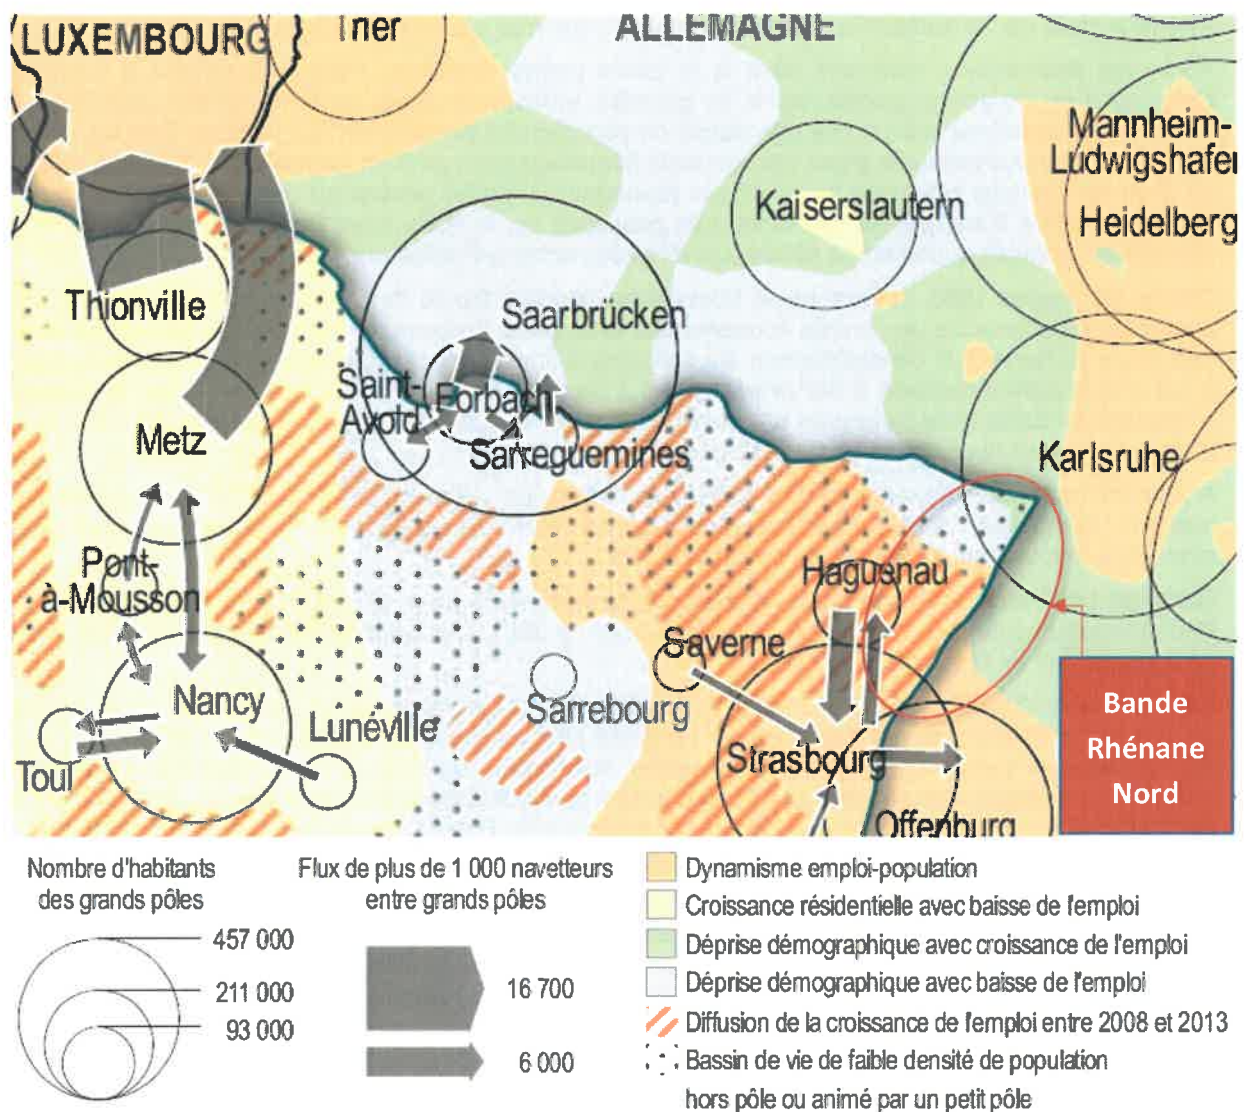 LUXEMBOURG
Trier
ALLEMAGNE
Mannheim-
Kaiserslautern
Heidelberg
Thionville
Saarbrücken
Saint-
Avold
Forbach
Metz
Sarreguemines
Karlsruhe
Pont-
à-Mousson
Haguenau
Saverne
Nancy
Sarrebourg
Lunéville
Toul
Strasbourg
Offenburg
Bande
Rhénane
Nord
Nombre d'habitants
des grands pôles
457 000
211 000
93 000
Flux de plus de 1 000 navetteurs
entre grands pôles
16 700
6 000
Dynamisme emploi-population
Croissance résidentielle avec baisse de l'emploi
Déprise démographique avec croissance de l'emploi
Déprise démographique avec baisse de l'emploi
Diffusion de la croissance de l'emploi entre 2008 et 2013
Bassin de vie de faible densité de population
hors pôle ou animé par un petit pôle